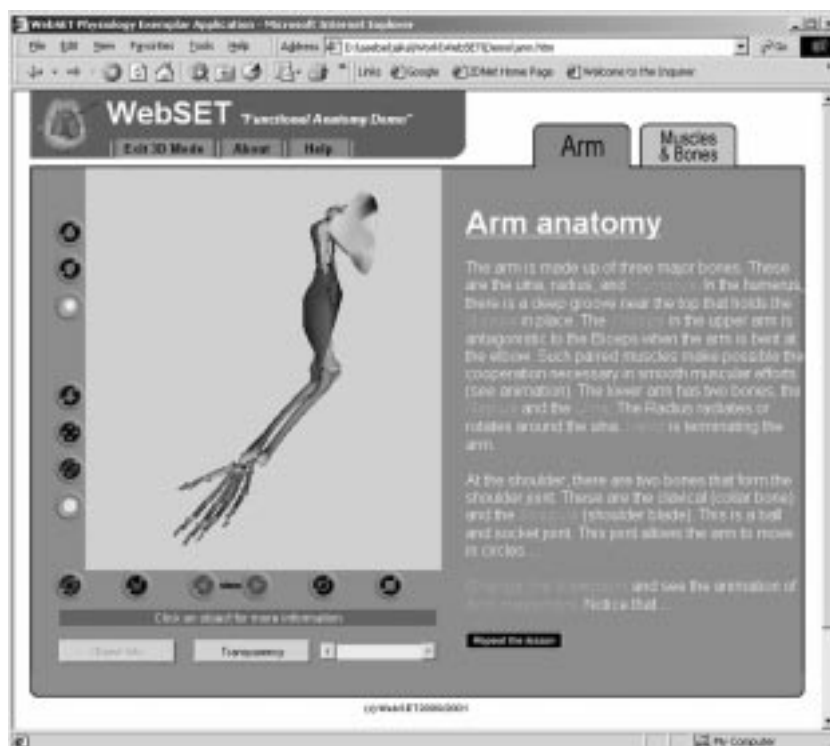 WebSET Physiology Exemplar Application - Microsoft Internet Explorer
File Edit View Favorites Tools Help Address
Links Google ZDNet Home Page Welcome to the Inquirer
WebSET "Functional Anatomy Demo"
Exit 3D Mode About Help
Arm
Muscles
& Bones
Arm anatomy
The arm is made up of three major bones. These
are the ulna, radius, and In the humerus,
there is a deep groove near the top that holds the
in place. The in the upper arm is
antagonistic to the Biceps when the arm is bent at
the elbow. Such paired muscles make possible the
cooperation necessary in smooth muscular efforts
(see animation). The lower arm has two bones, the
and the The Radius radiates or
rotates around the ulna. is terminating the
arm.
At the shoulder, there are two bones that form the
shoulder joint. These are the clavical (collar bone)
and the (shoulder blade). This is a ball
and socket joint. This joint allows the arm to move
in circles...
and see the animation of
Notice that...
Repeat the lesson
Click an object for more information
Transparency
(c) WebSET 2000/2001
My Computer